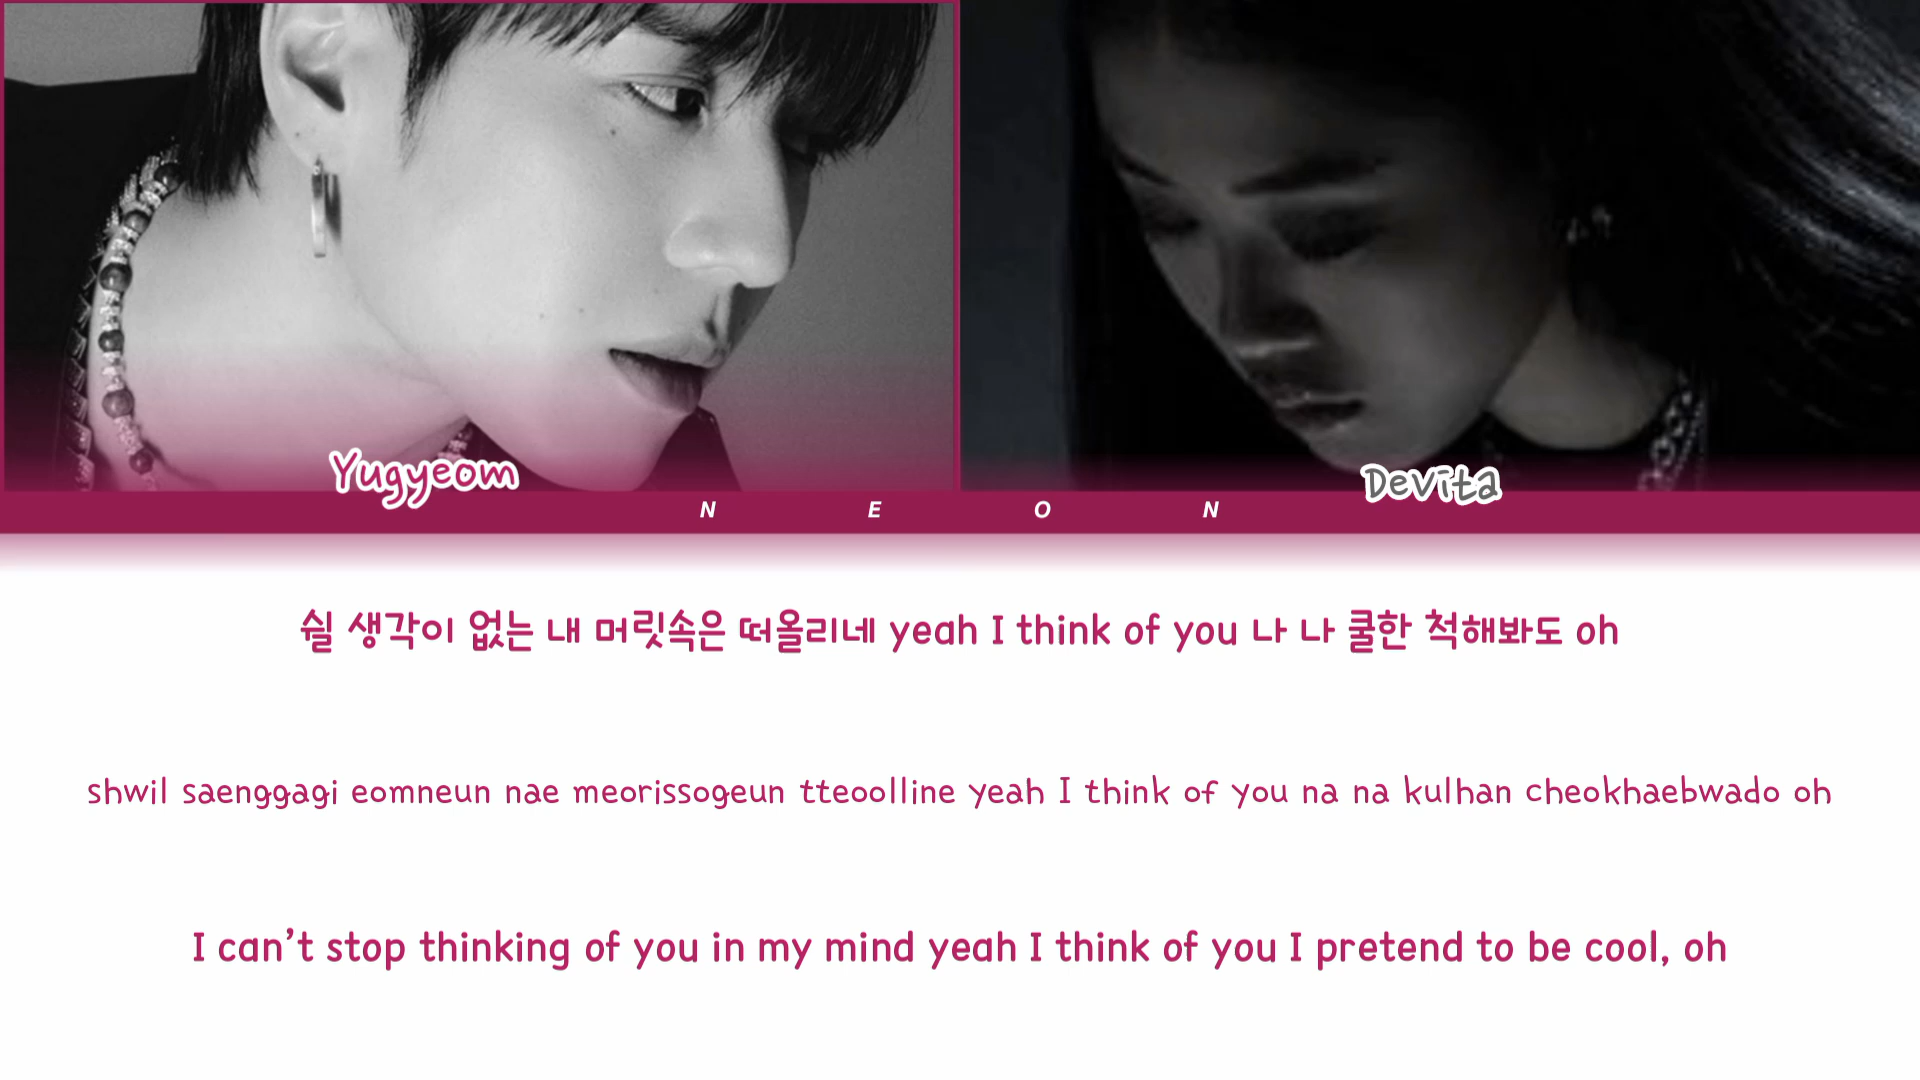 Yugyeom
DeVita
N E O N
쉴 생각이 없는 내 머릿속은 떠올리네 yeah I think of you 나 나 쿨한 척해봐도 oh
shwil saenggagi eomneun nae meorissogeun tteoolline yeah I think of you na na kulhan cheokhaebwado oh
I can’t stop thinking of you in my mind yeah I think of you I pretend to be cool, oh